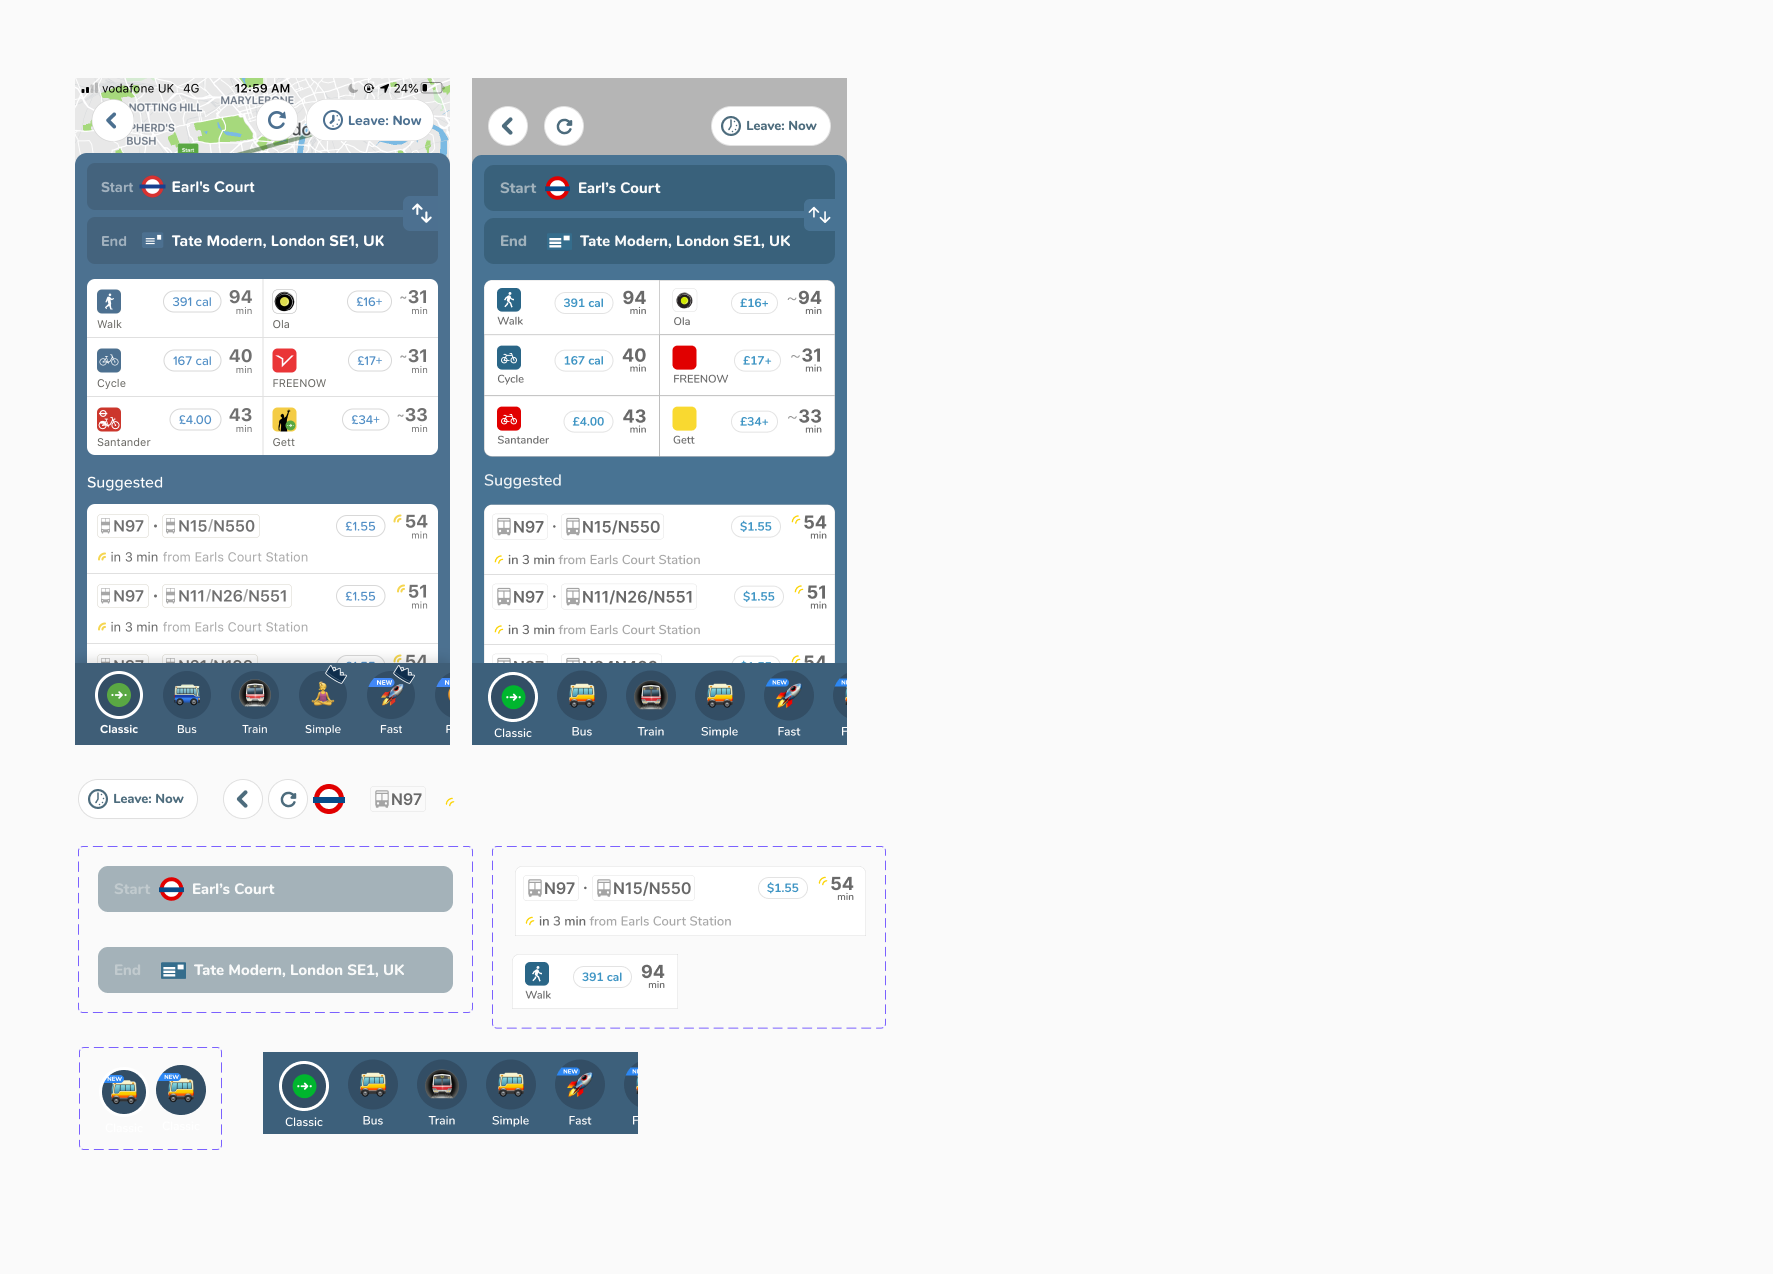 vodafone UK 4G 12:59 AM 24%
NOTTING HILL
MARYLEBONE
PHERD'S
BUSH
Leave: Now
Start
Start Earl's Court
End Tate Modern, London SE1, UK
391 cal 94 min
Walk
£16+ ~31 min
Ola
167 cal 40 min
Cycle
£17+ ~31 min
FREENOW
£4.00 43 min
Santander
£34+ ~33 min
Gett
Suggested
N97 · N15/N550 £1.55 54 min
in 3 min from Earls Court Station
N97 · N11/N26/N551 £1.55 51 min
in 3 min from Earls Court Station
54
NEW
Classic Bus Train Simple Fast F
Leave: Now
Start Earl's Court
End Tate Modern, London SE1, UK
391 cal 94 min
Walk
£16+ ~94 min
Ola
167 cal 40 min
Cycle
£17+ ~31 min
FREENOW
£4.00 43 min
Santander
£34+ ~33 min
Gett
Suggested
N97 · N15/N550 $1.55 54 min
in 3 min from Earls Court Station
N97 · N11/N26/N551 $1.55 51 min
in 3 min from Earls Court Station
54
NEW
Classic Bus Train Simple Fast F
Leave: Now
N97
Start Earl's Court
End Tate Modern, London SE1, UK
N97 · N15/N550 $1.55 54 min
in 3 min from Earls Court Station
391 cal 94 min
Walk
NEW NEW
NEW
Classic Bus Train Simple Fast F